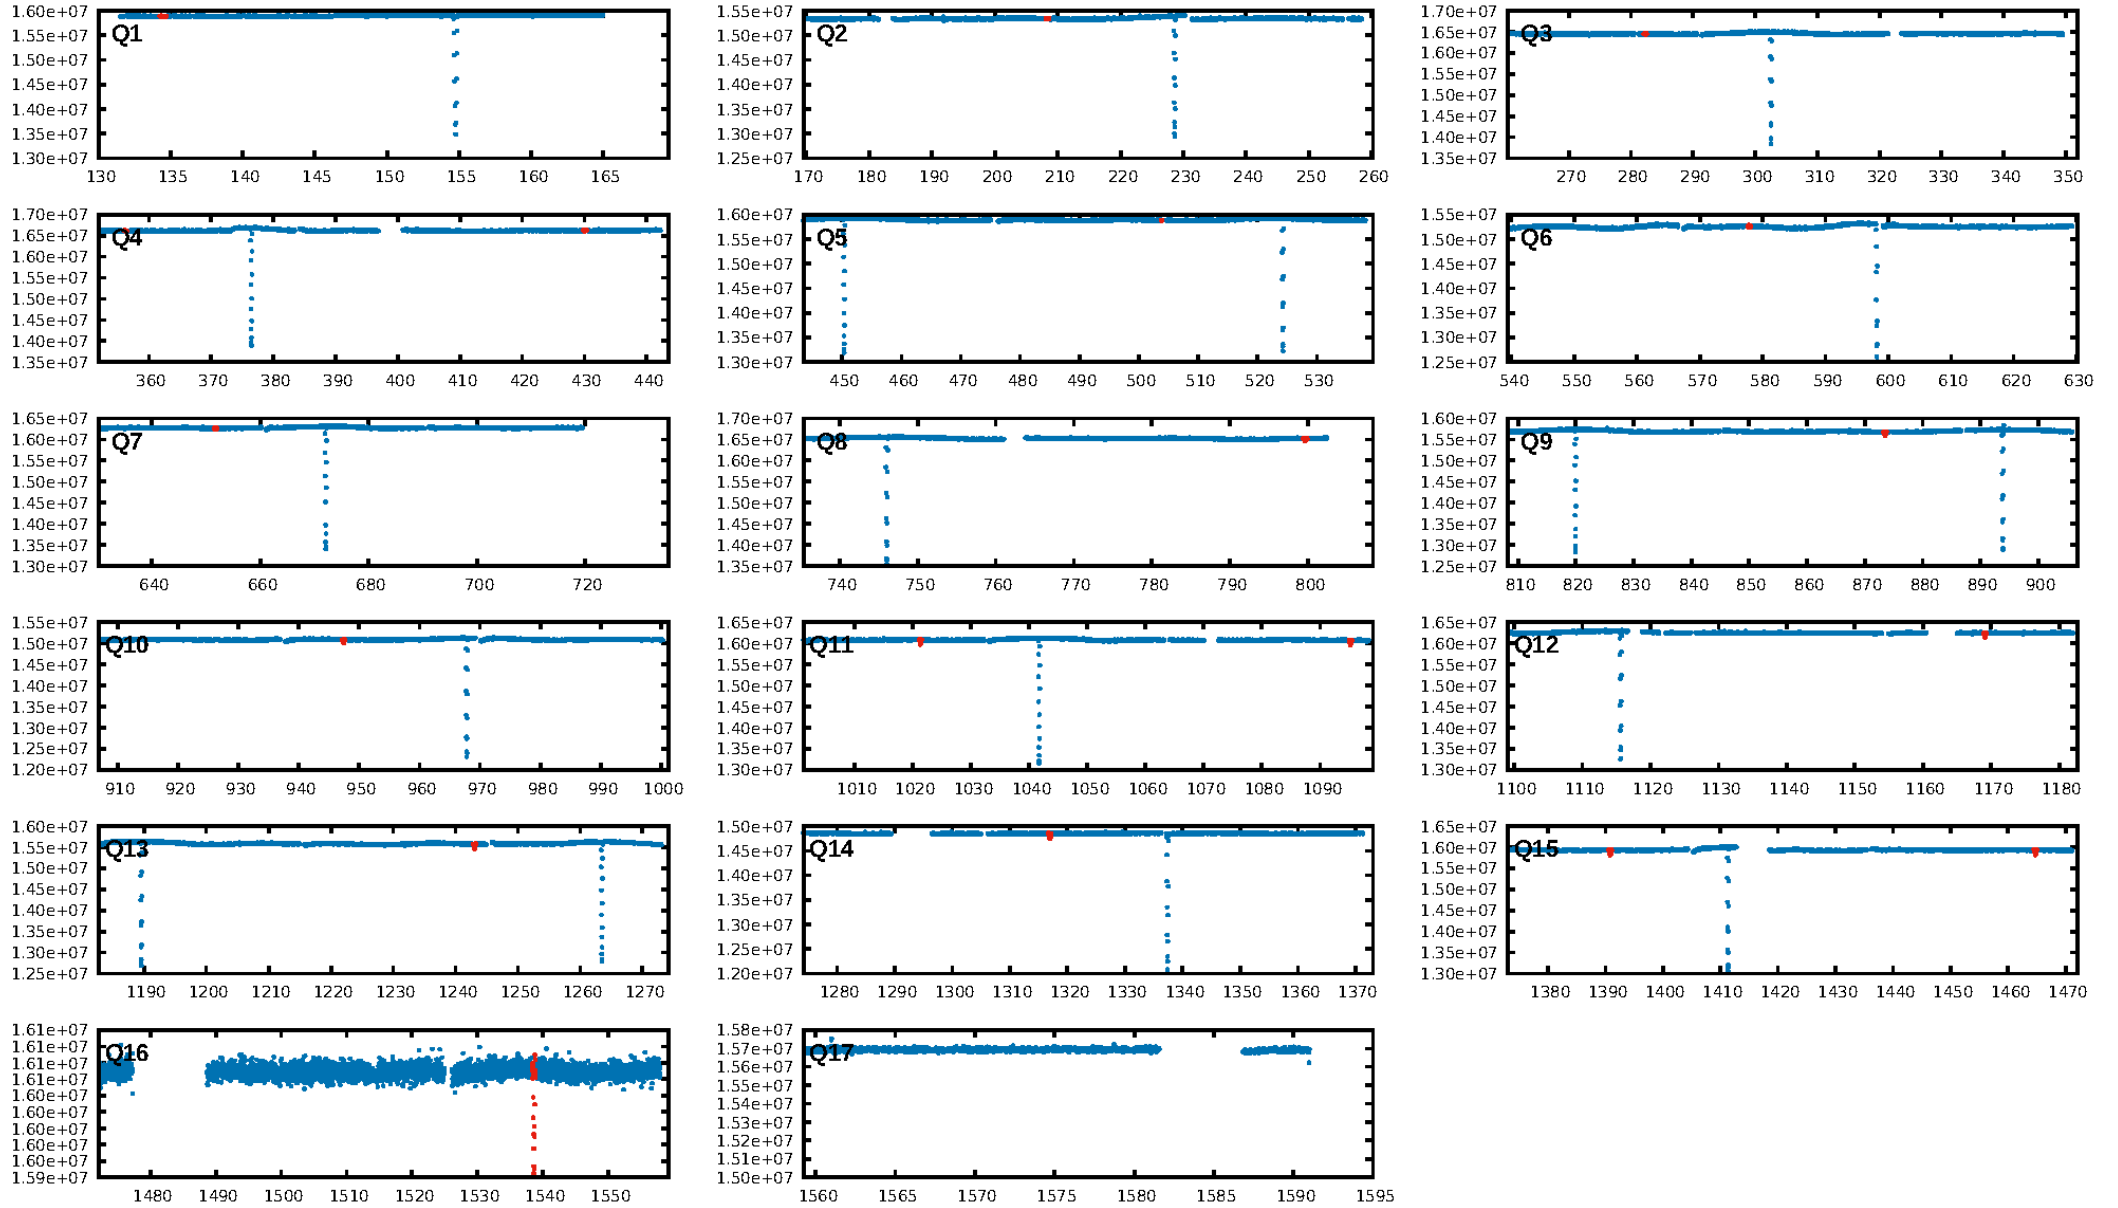 1.60e+07 1.55e+07 1.50e+07 1.45e+07 1.40e+07 1.35e+07 1.30e+07
Q1
130 135 140 145 150 155 160 165
1.55e+07 1.50e+07 1.45e+07 1.40e+07 1.35e+07 1.30e+07 1.25e+07
Q2
170 180 190 200 210 220 230 240 250 260
1.70e+07 1.65e+07 1.60e+07 1.55e+07 1.50e+07 1.45e+07 1.40e+07 1.35e+07
Q3
270 280 290 300 310 320 330 340 350
1.70e+07 1.65e+07 1.60e+07 1.55e+07 1.50e+07 1.45e+07 1.40e+07 1.35e+07
Q4
360 370 380 390 400 410 420 430 440
1.60e+07 1.55e+07 1.50e+07 1.45e+07 1.40e+07 1.35e+07 1.30e+07
Q5
450 460 470 480 490 500 510 520 530
1.55e+07 1.50e+07 1.45e+07 1.40e+07 1.35e+07 1.30e+07 1.25e+07
Q6
540 550 560 570 580 590 600 610 620 630
1.65e+07 1.60e+07 1.55e+07 1.50e+07 1.45e+07 1.40e+07 1.35e+07 1.30e+07
Q7
640 660 680 700 720
1.70e+07 1.65e+07 1.60e+07 1.55e+07 1.50e+07 1.45e+07 1.40e+07 1.35e+07
Q8
740 750 760 770 780 790 800
1.60e+07 1.55e+07 1.50e+07 1.45e+07 1.40e+07 1.35e+07 1.30e+07 1.25e+07
Q9
810 820 830 840 850 860 870 880 890 900
1.55e+07 1.50e+07 1.45e+07 1.40e+07 1.35e+07 1.30e+07 1.25e+07 1.20e+07
Q10
910 920 930 940 950 960 970 980 990 1000
1.65e+07 1.60e+07 1.55e+07 1.50e+07 1.45e+07 1.40e+07 1.35e+07 1.30e+07
Q11
1010 1020 1030 1040 1050 1060 1070 1080 1090
1.65e+07 1.60e+07 1.55e+07 1.50e+07 1.45e+07 1.40e+07 1.35e+07 1.30e+07
Q12
1100 1110 1120 1130 1140 1150 1160 1170 1180
1.60e+07 1.55e+07 1.50e+07 1.45e+07 1.40e+07 1.35e+07 1.30e+07 1.25e+07
Q13
1190 1200 1210 1220 1230 1240 1250 1260 1270
1.50e+07 1.45e+07 1.40e+07 1.35e+07 1.30e+07 1.25e+07 1.20e+07
Q14
1280 1290 1300 1310 1320 1330 1340 1350 1360 1370
1.65e+07 1.60e+07 1.55e+07 1.50e+07 1.45e+07 1.40e+07 1.35e+07 1.30e+07
Q15
1380 1390 1400 1410 1420 1430 1440 1450 1460 1470
1.61e+07 1.61e+07 1.61e+07 1.61e+07 1.60e+07 1.60e+07 1.60e+07 1.60e+07 1.60e+07 1.59e+07
Q16
1480 1490 1500 1510 1520 1530 1540 1550
1.58e+07 1.57e+07 1.56e+07 1.55e+07 1.54e+07 1.53e+07 1.52e+07 1.51e+07 1.50e+07
Q17
1560 1565 1570 1575 1580 1585 1590 1595